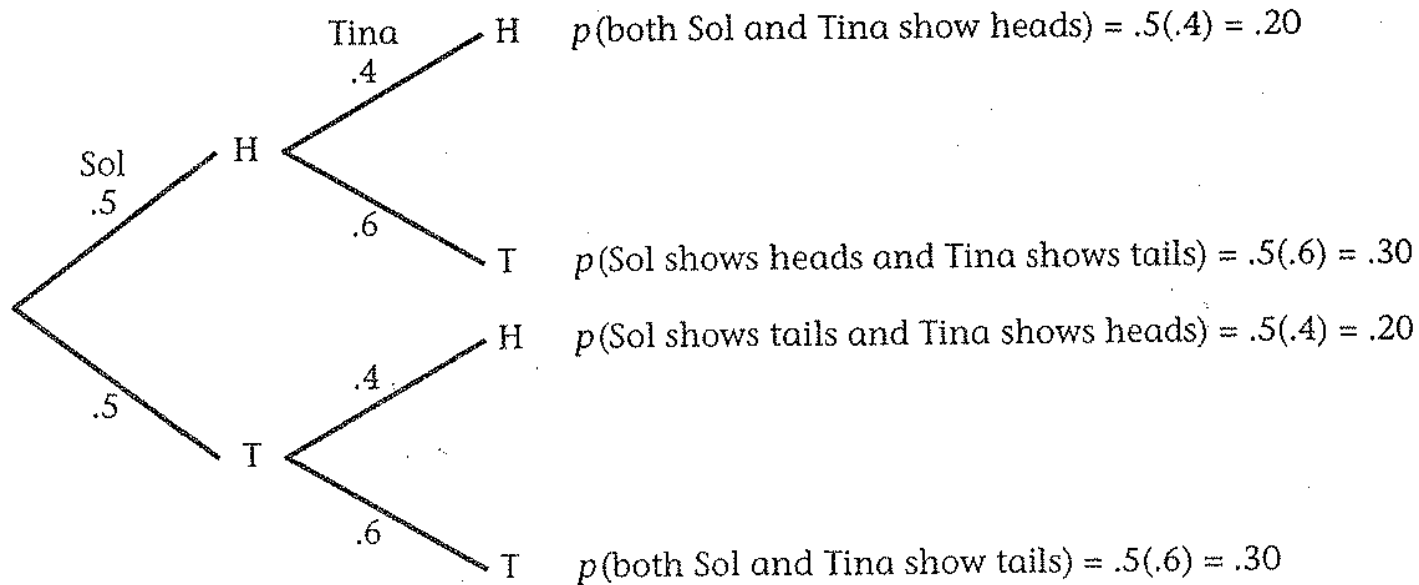 Tina
.4
H p(both Sol and Tina show heads) = .5(.4) = .20
Sol
.5
H
.6
T p(Sol shows heads and Tina shows tails) = .5(.6) = .30
H p(Sol shows tails and Tina shows heads) = .5(.4) = .20
.4
.5
T
.6
T p(both Sol and Tina show tails) = .5(.6) = .30